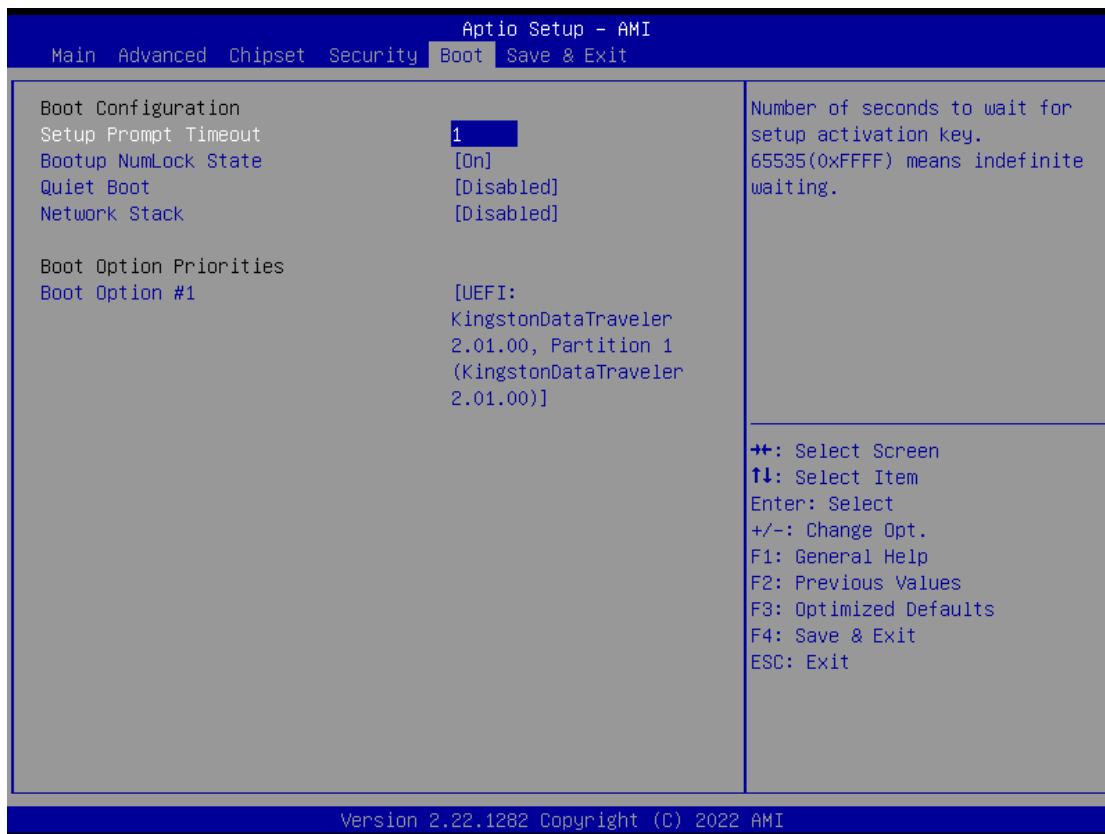 Aptio Setup - AMI
Main Advanced Chipset Security Boot Save & Exit
Boot Configuration
Setup Prompt Timeout 1
Bootup NumLock State [On]
Quiet Boot [Disabled]
Network Stack [Disabled]
Boot Option Priorities
Boot Option #1 [UEFI:
KingstonDataTraveler
2.01.00, Partition 1
(KingstonDataTraveler
2.01.00)]
Number of seconds to wait for
setup activation key.
65535(0xFFFF) means indefinite
waiting.
→←: Select Screen
↑↓: Select Item
Enter: Select
+/-: Change Opt.
F1: General Help
F2: Previous Values
F3: Optimized Defaults
F4: Save & Exit
ESC: Exit
Version 2.22.1282 Copyright (C) 2022 AMI